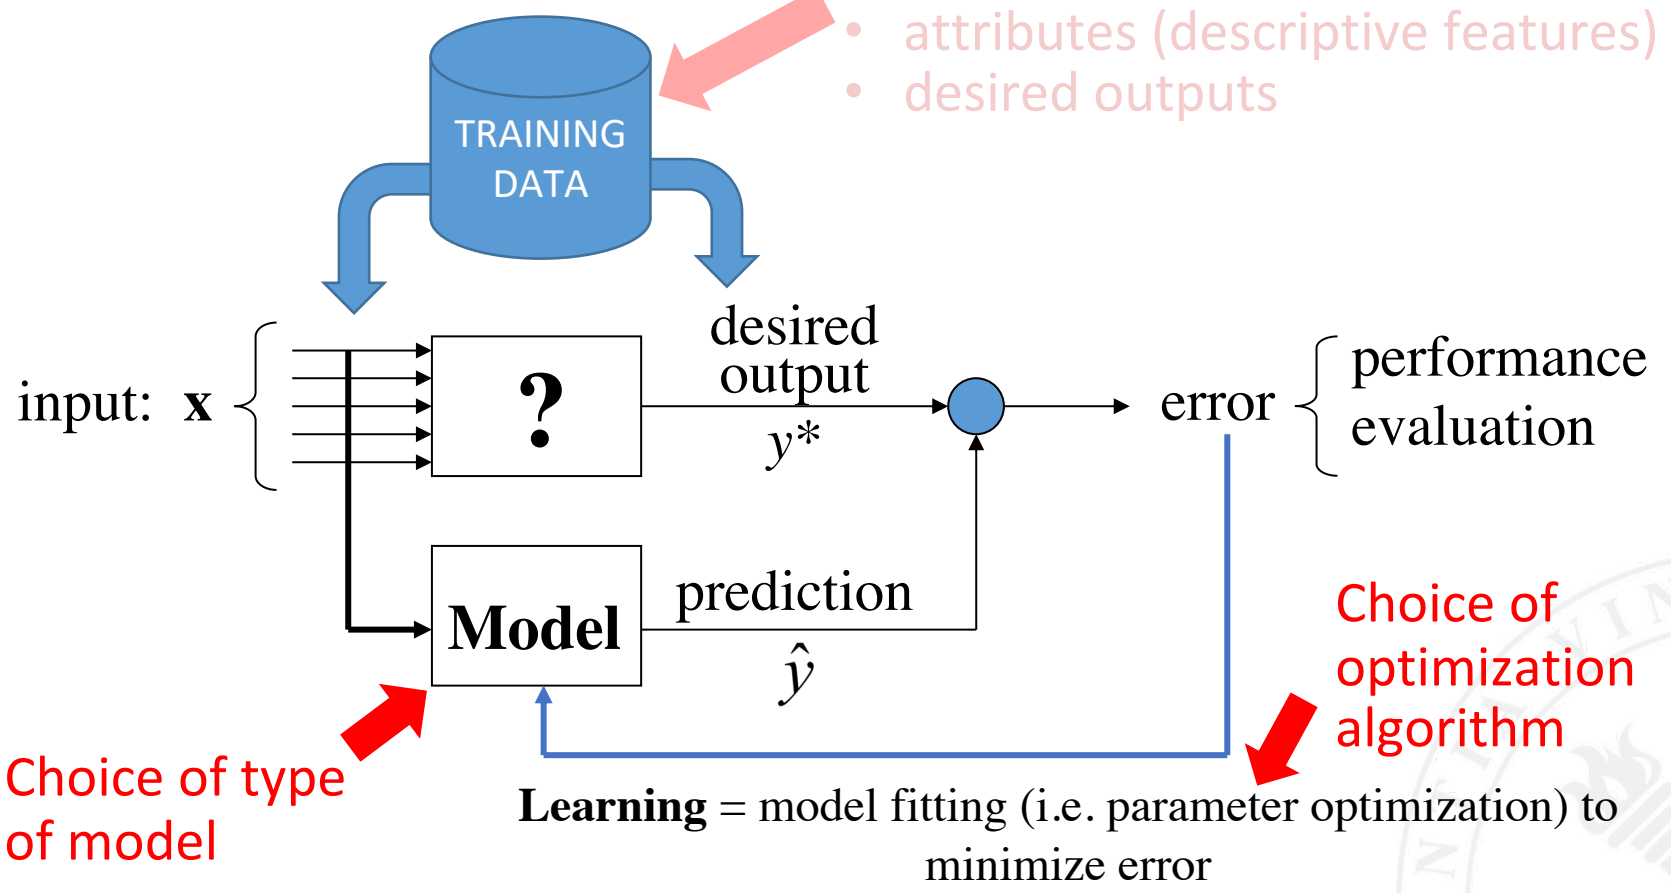 • attributes (descriptive features)
• desired outputs
TRAINING
DATA
desired
output
y*
input: x
?
error
performance
evaluation
Model
prediction
ŷ
Choice of
optimization
algorithm
Choice of type
of model
Learning = model fitting (i.e. parameter optimization) to
minimize error